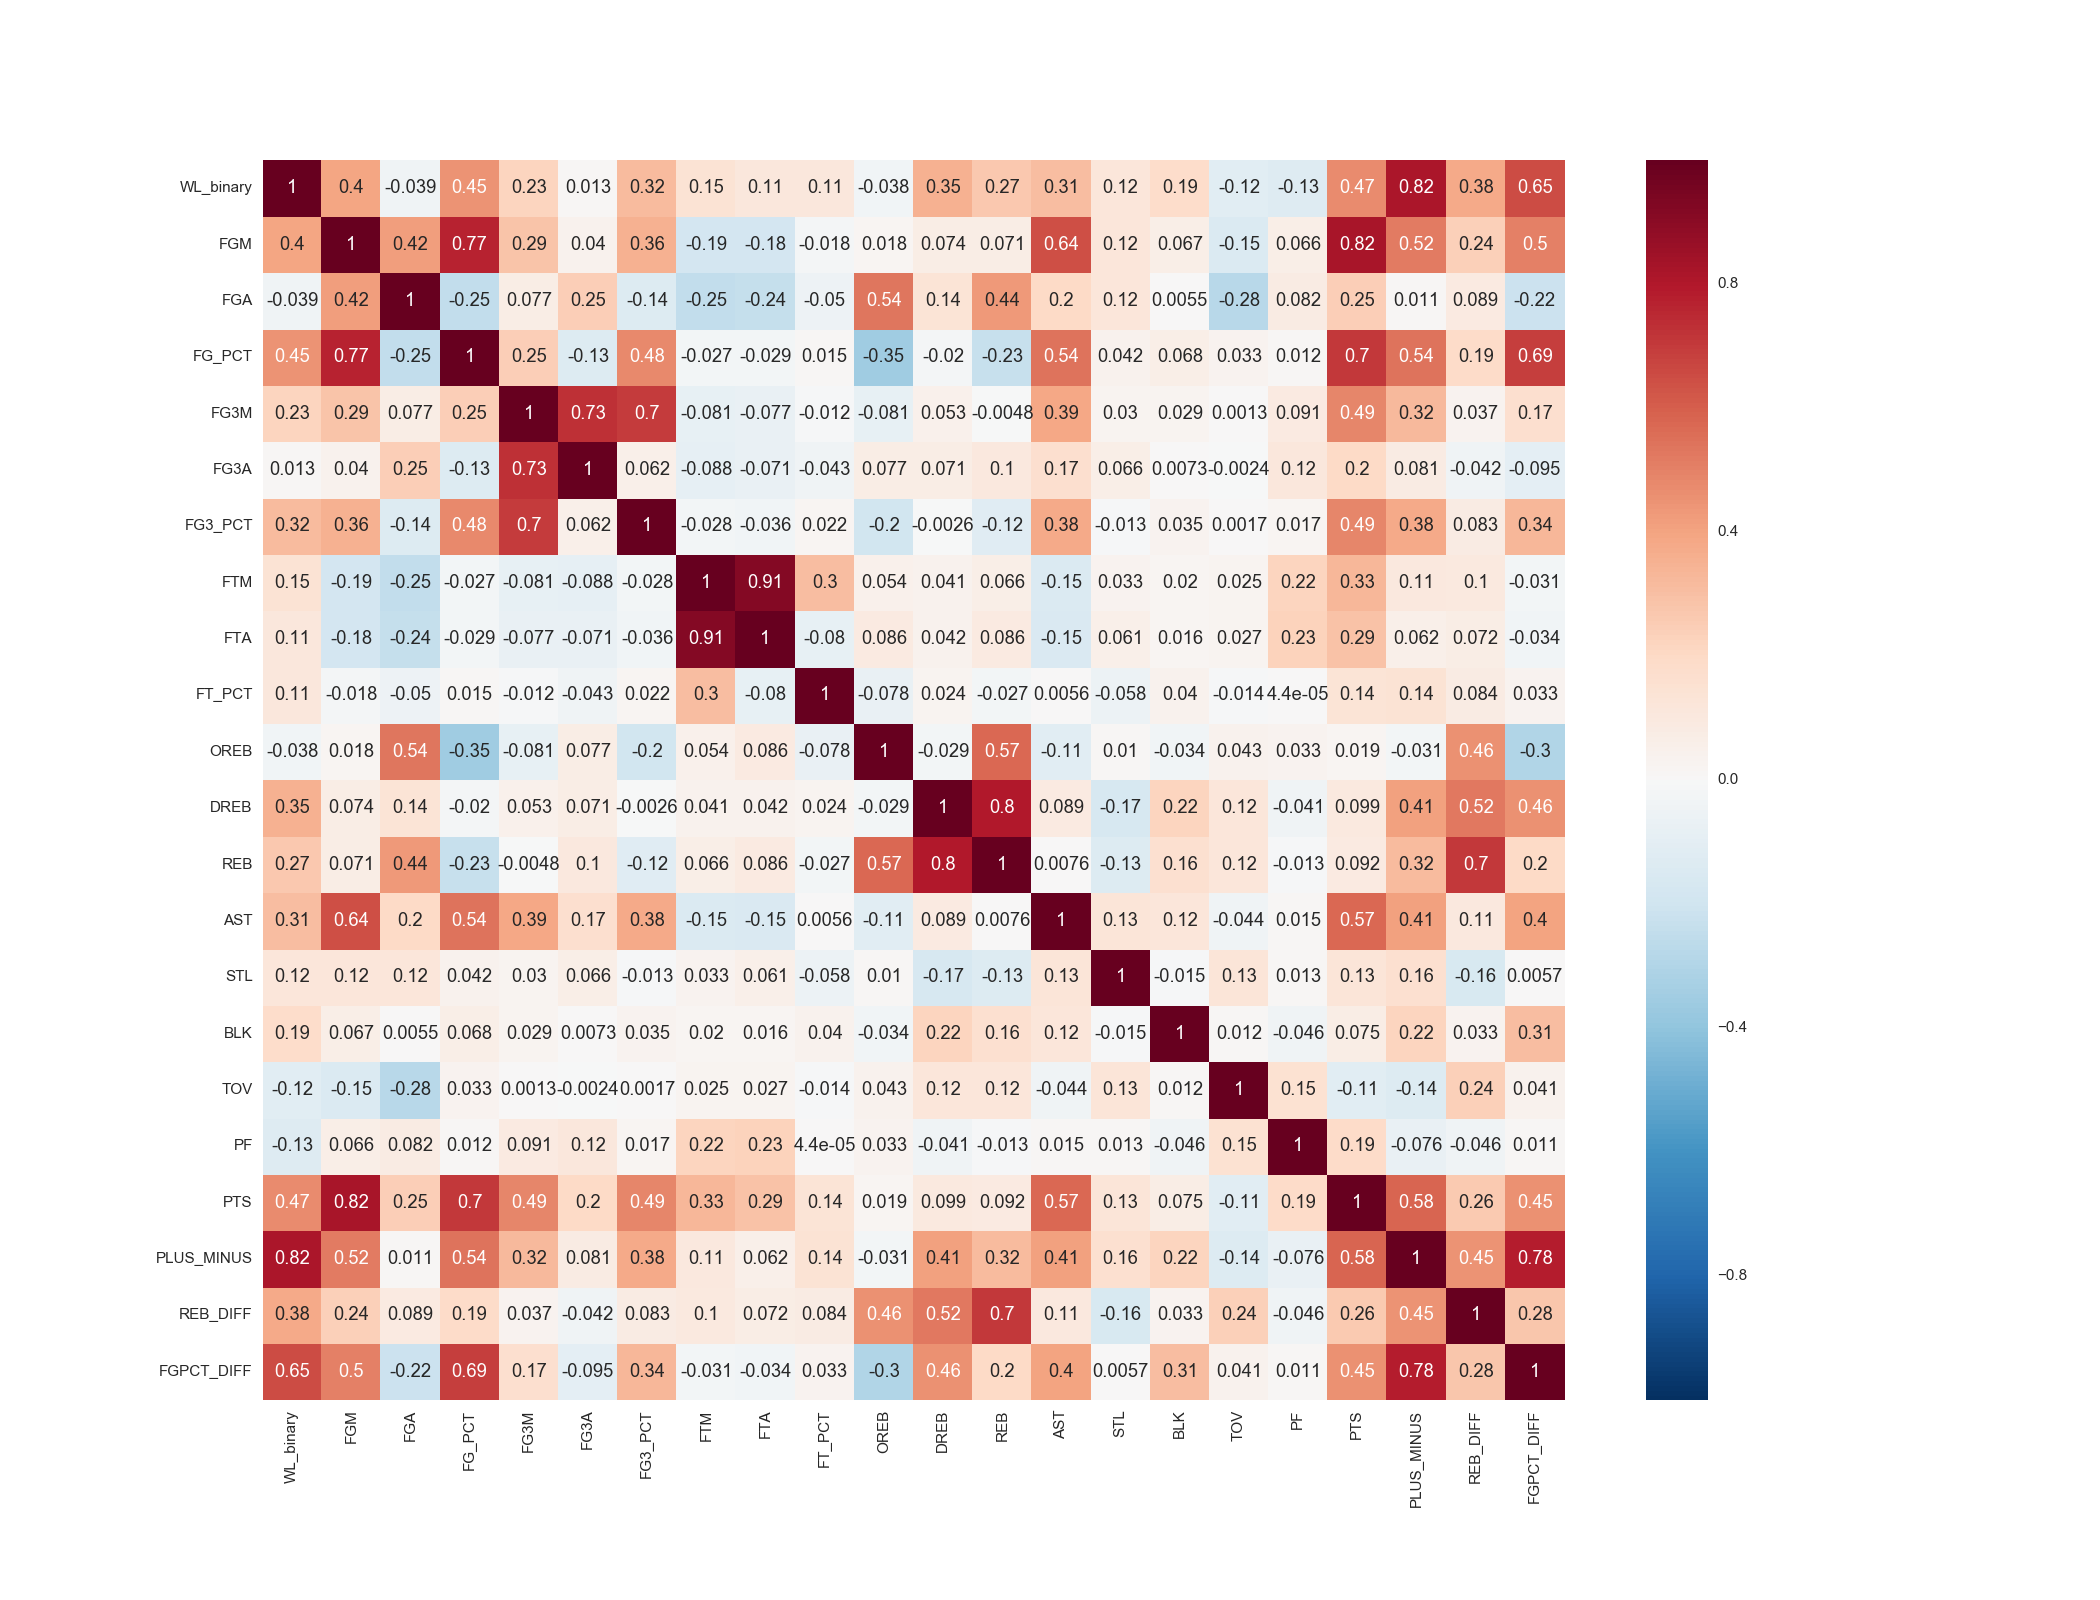 WL_binary 1 0.4 -0.039 0.45 0.23 0.013 0.32 0.15 0.11 0.11 -0.038 0.35 0.27 0.31 0.12 0.19 -0.12 -0.13 0.47 0.82 0.38 0.65
FGM 0.4 1 0.42 0.77 0.29 0.04 0.36 -0.19 -0.18 -0.018 0.018 0.074 0.071 0.64 0.12 0.067 -0.15 0.066 0.82 0.52 0.24 0.5
0.8
FGA -0.039 0.42 1 -0.25 0.077 0.25 -0.14 -0.25 -0.24 -0.05 0.54 0.14 0.44 0.2 0.12 0.0055 -0.28 0.082 0.25 0.011 0.089 -0.22
FG_PCT 0.45 0.77 -0.25 1 0.25 -0.13 0.48 -0.027 -0.029 0.015 -0.35 -0.02 -0.23 0.54 0.042 0.068 0.033 0.012 0.7 0.54 0.19 0.69
FG3M 0.23 0.29 0.077 0.25 1 0.73 0.7 -0.081 -0.077 -0.012 -0.081 0.053 -0.0048 0.39 0.03 0.029 0.0013 0.091 0.49 0.32 0.037 0.17
FG3A 0.013 0.04 0.25 -0.13 0.73 1 0.062 -0.088 -0.071 -0.043 0.077 0.071 0.1 0.17 0.066 0.0073 -0.0024 0.12 0.2 0.081 -0.042 -0.095
FG3_PCT 0.32 0.36 -0.14 0.48 0.7 0.062 1 -0.028 -0.036 0.022 -0.2 -0.0026 -0.12 0.38 -0.013 0.035 0.0017 0.017 0.49 0.38 0.083 0.34
0.4
FTM 0.15 -0.19 -0.25 -0.027 -0.081 -0.088 -0.028 1 0.91 0.3 0.054 0.041 0.066 -0.15 0.033 0.02 0.025 0.22 0.33 0.11 0.1 -0.031
FTA 0.11 -0.18 -0.24 -0.029 -0.077 -0.071 -0.036 0.91 1 -0.08 0.086 0.042 0.086 -0.15 0.061 0.016 0.027 0.23 0.29 0.062 0.072 -0.034
FT_PCT 0.11 -0.018 -0.05 0.015 -0.012 -0.043 0.022 0.3 -0.08 1 -0.078 0.024 -0.027 0.0056 -0.058 0.04 -0.014 4.4e-05 0.14 0.14 0.084 0.033
OREB -0.038 0.018 0.54 -0.35 -0.081 0.077 -0.2 0.054 0.086 -0.078 1 -0.029 0.57 -0.11 0.01 -0.034 0.043 0.033 0.019 -0.031 0.46 -0.3
0.0
DREB 0.35 0.074 0.14 -0.02 0.053 0.071 -0.0026 0.041 0.042 0.024 -0.029 1 0.8 0.089 -0.17 0.22 0.12 -0.041 0.099 0.41 0.52 0.46
REB 0.27 0.071 0.44 -0.23 -0.0048 0.1 -0.12 0.066 0.086 -0.027 0.57 0.8 1 0.0076 -0.13 0.16 0.12 -0.013 0.092 0.32 0.7 0.2
AST 0.31 0.64 0.2 0.54 0.39 0.17 0.38 -0.15 -0.15 0.0056 -0.11 0.089 0.0076 1 0.13 0.12 -0.044 0.015 0.57 0.41 0.11 0.4
STL 0.12 0.12 0.12 0.042 0.03 0.066 -0.013 0.033 0.061 -0.058 0.01 -0.17 -0.13 0.13 1 -0.015 0.13 0.013 0.13 0.16 -0.16 0.0057
BLK 0.19 0.067 0.0055 0.068 0.029 0.0073 0.035 0.02 0.016 0.04 -0.034 0.22 0.16 0.12 -0.015 1 0.012 -0.046 0.075 0.22 0.033 0.31
−0.4
TOV -0.12 -0.15 -0.28 0.033 0.0013 -0.0024 0.0017 0.025 0.027 -0.014 0.043 0.12 0.12 -0.044 0.13 0.012 1 0.15 -0.11 -0.14 0.24 0.041
PF -0.13 0.066 0.082 0.012 0.091 0.12 0.017 0.22 0.23 4.4e-05 0.033 -0.041 -0.013 0.015 0.013 -0.046 0.15 1 0.19 -0.076 -0.046 0.011
PTS 0.47 0.82 0.25 0.7 0.49 0.2 0.49 0.33 0.29 0.14 0.019 0.099 0.092 0.57 0.13 0.075 -0.11 0.19 1 0.58 0.26 0.45
PLUS_MINUS 0.82 0.52 0.011 0.54 0.32 0.081 0.38 0.11 0.062 0.14 -0.031 0.41 0.32 0.41 0.16 0.22 -0.14 -0.076 0.58 1 0.45 0.78
−0.8
REB_DIFF 0.38 0.24 0.089 0.19 0.037 -0.042 0.083 0.1 0.072 0.084 0.46 0.52 0.7 0.11 -0.16 0.033 0.24 -0.046 0.26 0.45 1 0.28
FGPCT_DIFF 0.65 0.5 -0.22 0.69 0.17 -0.095 0.34 -0.031 -0.034 0.033 -0.3 0.46 0.2 0.4 0.0057 0.31 0.041 0.011 0.45 0.78 0.28 1
WL_binary FGM FGA FG_PCT FG3M FG3A FG3_PCT FTM FTA FT_PCT OREB DREB REB AST STL BLK TOV PF PTS PLUS_MINUS REB_DIFF FGPCT_DIFF